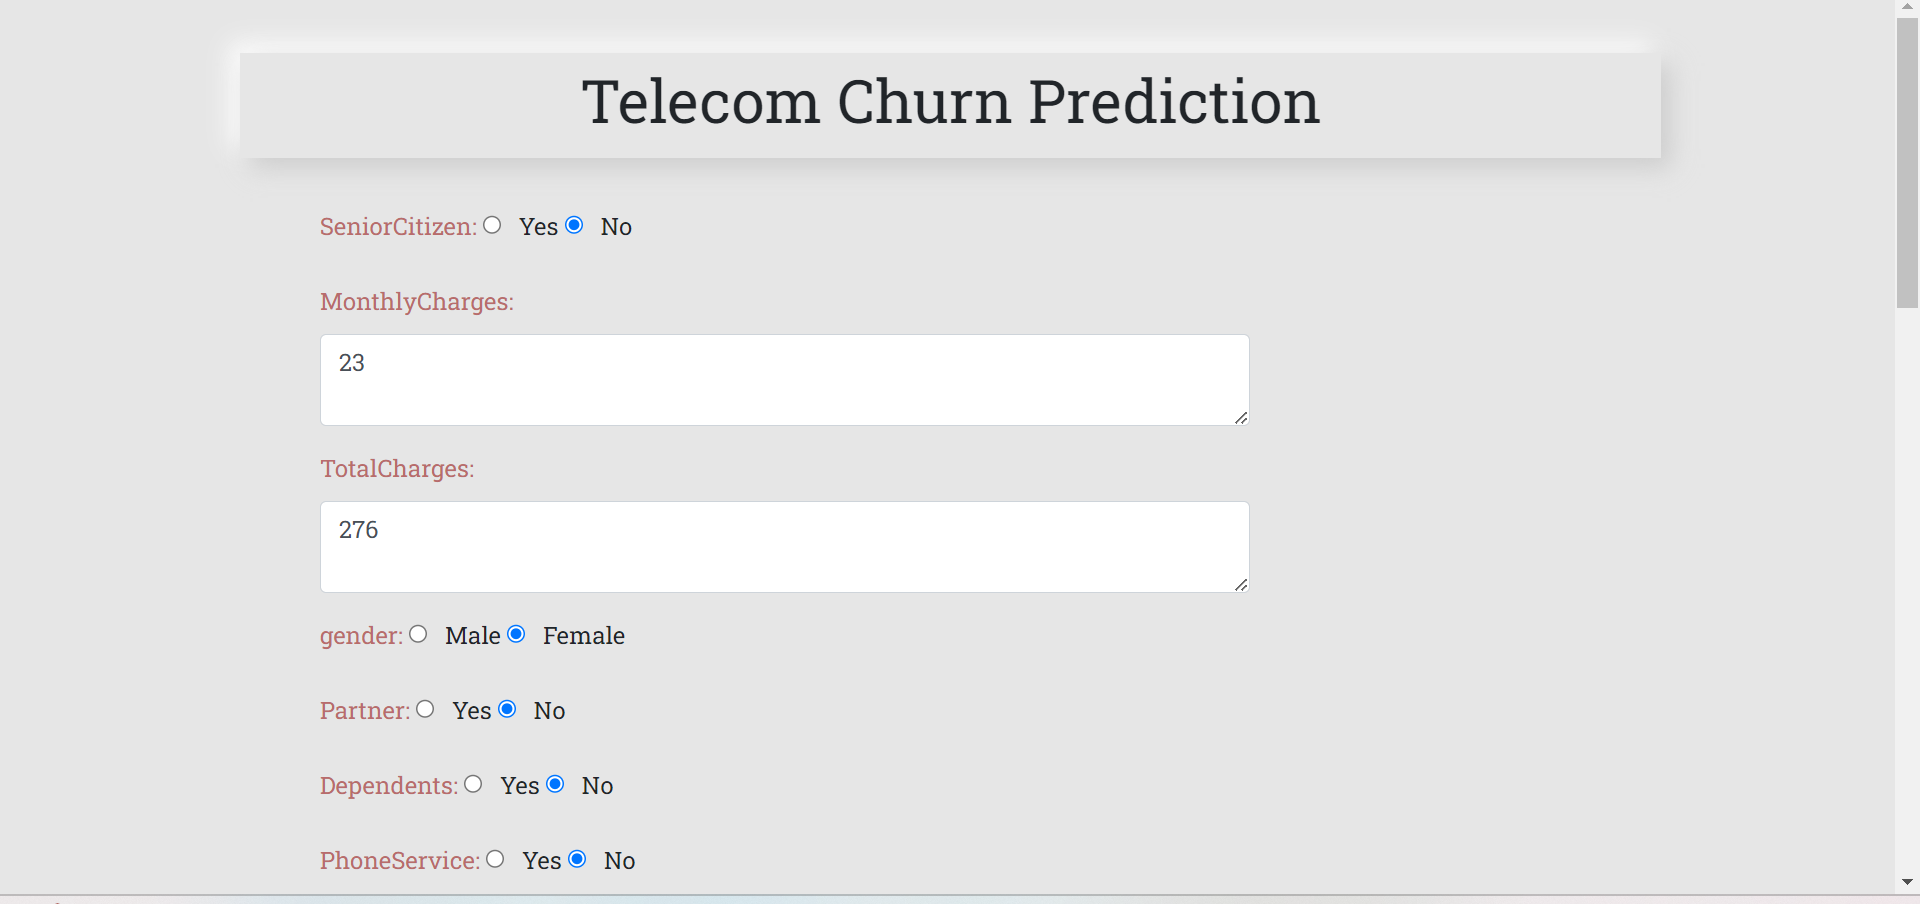 Telecom Churn Prediction
SeniorCitizen: Yes No
MonthlyCharges:
23
TotalCharges:
276
gender: Male Female
Partner: Yes No
Dependents: Yes No
PhoneService: Yes No